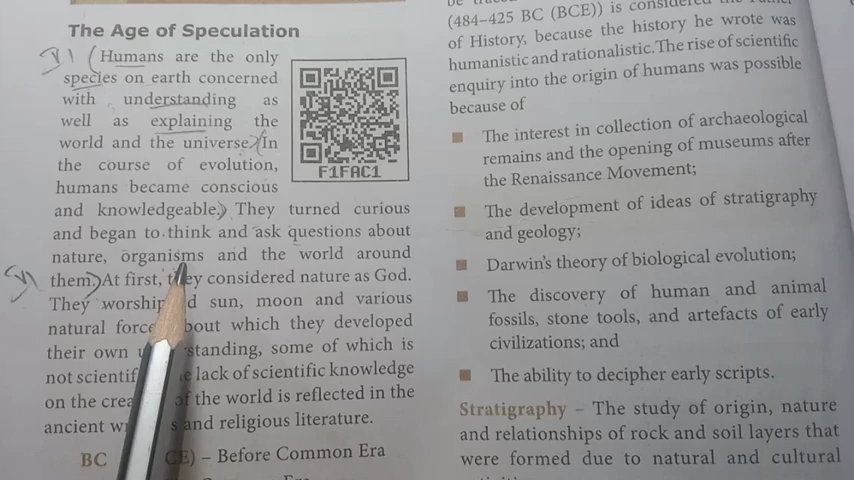 The Age of Speculation
Humans are the only
species on earth concerned
with understanding as
well as explaining the
world and the universe. In
the course of evolution,
humans became conscious
and knowledgeable. They turned curious
and began to think and ask questions about
nature, organisms and the world around
them. At first, they considered nature as God.
They worship d sun, moon and various
natural force bout which they developed
their own standing, some of which is
not scientif lack of scientific knowledge
on the crea of the world is reflected in the
ancient w s and religious literature.
BC CE) – Before Common Era
F1FAC1
(484–425 BC (BCE)) is considered the
of History, because the history he wrote was
humanistic and rationalistic.The rise of scientific
enquiry into the origin of humans was possible
because of
The interest in collection of archaeological
remains and the opening of museums after
the Renaissance Movement;
The development of ideas of stratigraphy
and geology;
Darwin's theory of biological evolution;
The discovery of human and animal
fossils, stone tools, and artefacts of early
civilizations; and
The ability to decipher early scripts.
Stratigraphy – The study of origin, nature
and relationships of rock and soil layers that
were formed due to natural and cultural